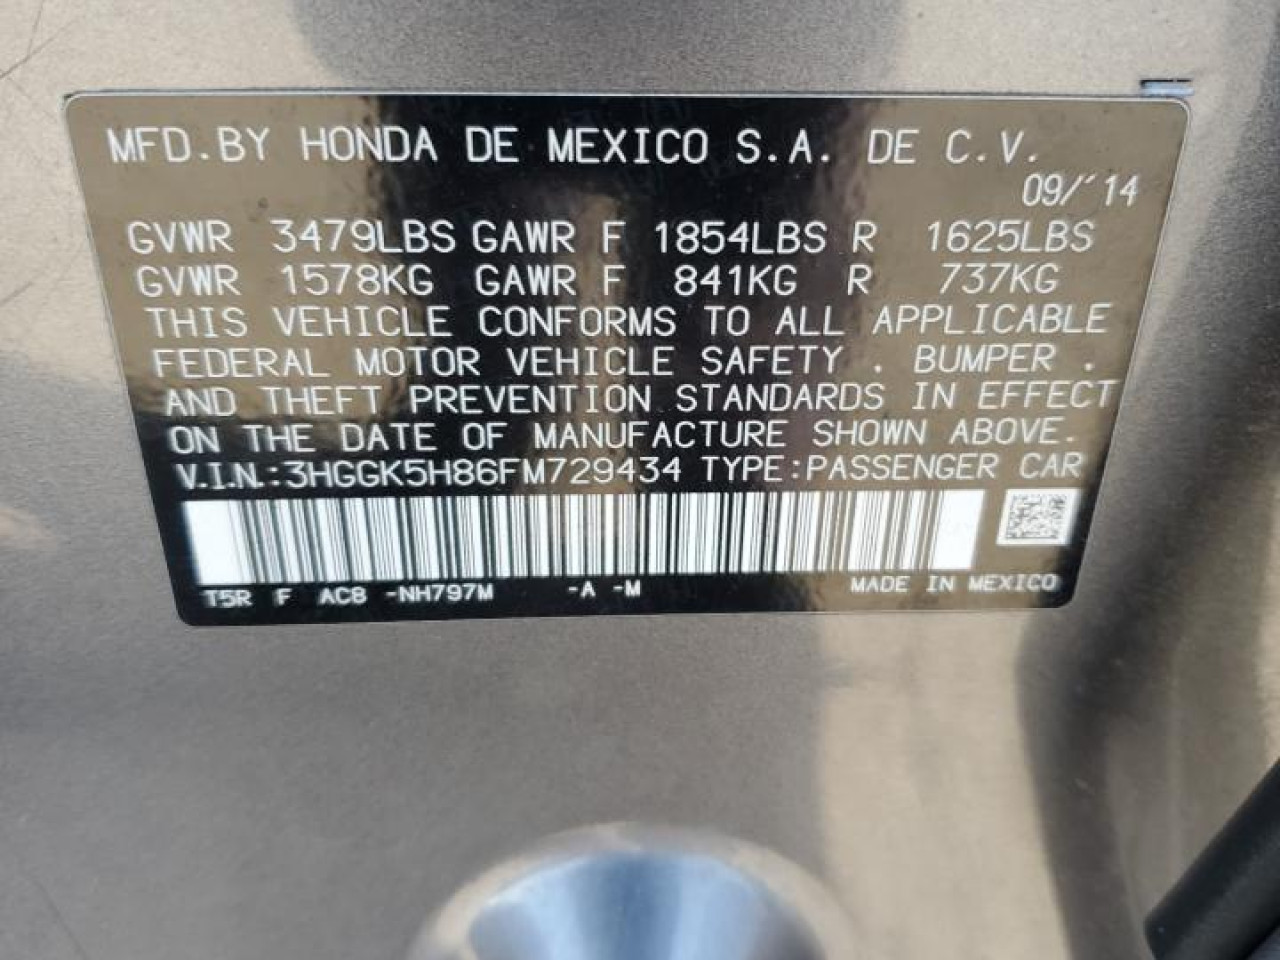 MFD.BY HONDA DE MEXICO S.A. DE C.V.
09/´14
GVWR 3479LBS GAWR F 1854LBS R 1625LBS
GVWR 1578KG GAWR F 841KG R 737KG
THIS VEHICLE CONFORMS TO ALL APPLICABLE
FEDERAL MOTOR VEHICLE SAFETY . BUMPER .
AND THEFT PREVENTION STANDARDS IN EFFECT
ON THE DATE OF MANUFACTURE SHOWN ABOVE.
V.I.N.:3HGGK5H86FM729434 TYPE:PASSENGER CAR
T5R F AC8 -NH797M -A -M MADE IN MEXICO